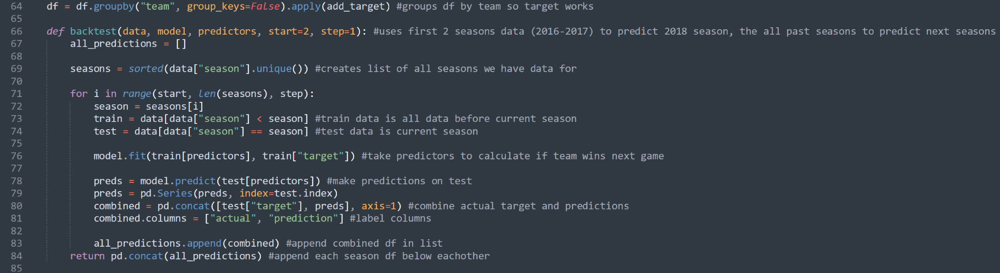 64 df = df.groupby("team", group_keys=False).apply(add_target) #groups df by team so target works
65
66 def backtest(data, model, predictors, start=2, step=1): #uses first 2 seasons data (2016-2017) to predict 2018 season, the all past seasons to predict next seasons
67     all_predictions = []
68
69     seasons = sorted(data["season"].unique()) #creates list of all seasons we have data for
70
71     for i in range(start, len(seasons), step):
72         season = seasons[i]
73         train = data[data["season"] < season] #train data is all data before current season
74         test = data[data["season"] == season] #test data is current season
75
76         model.fit(train[predictors], train["target"]) #take predictors to calculate if team wins next game
77
78         preds = model.predict(test[predictors]) #make predictions on test
79         preds = pd.Series(preds, index=test.index)
80         combined = pd.concat([test["target"], preds], axis=1) #combine actual target and predictions
81         combined.columns = ["actual", "prediction"] #label columns
82
83         all_predictions.append(combined) #append combined df in list
84     return pd.concat(all_predictions) #append each season df below eachother
85